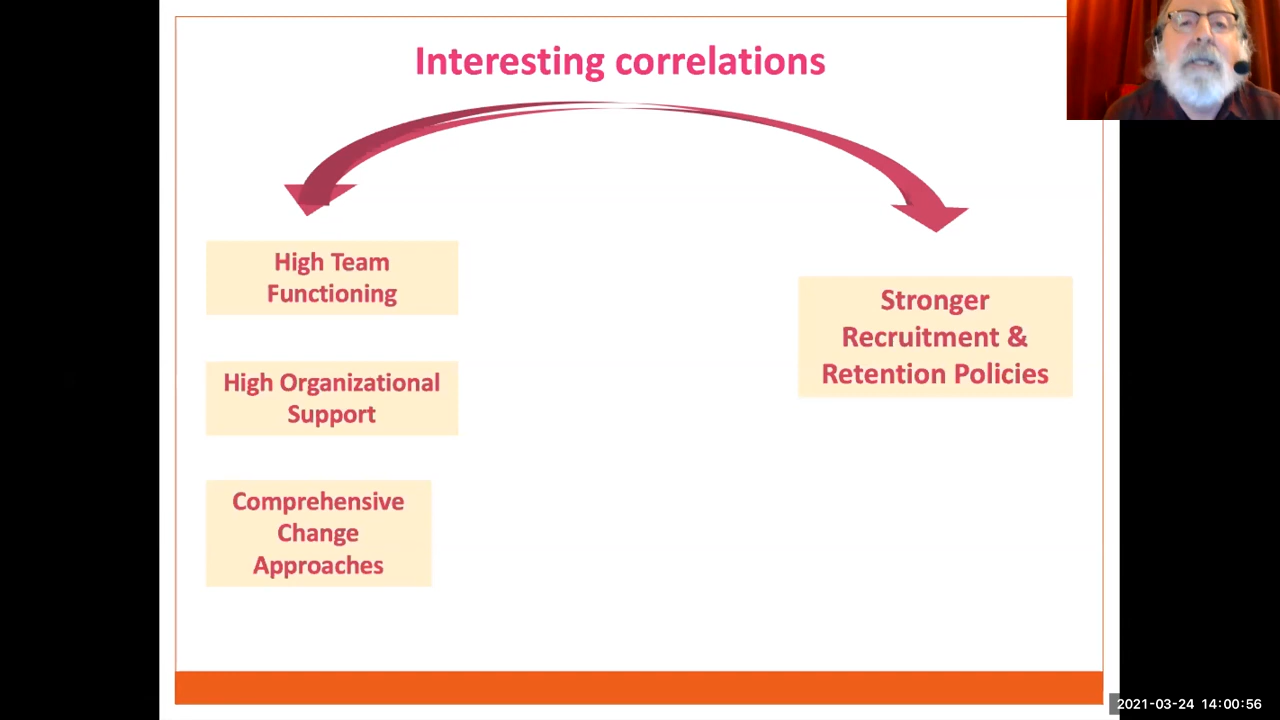 Interesting correlations
High Team
Functioning
High Organizational
Support
Comprehensive
Change
Approaches
Stronger
Recruitment &
Retention Policies
2021-03-24 14:00:56